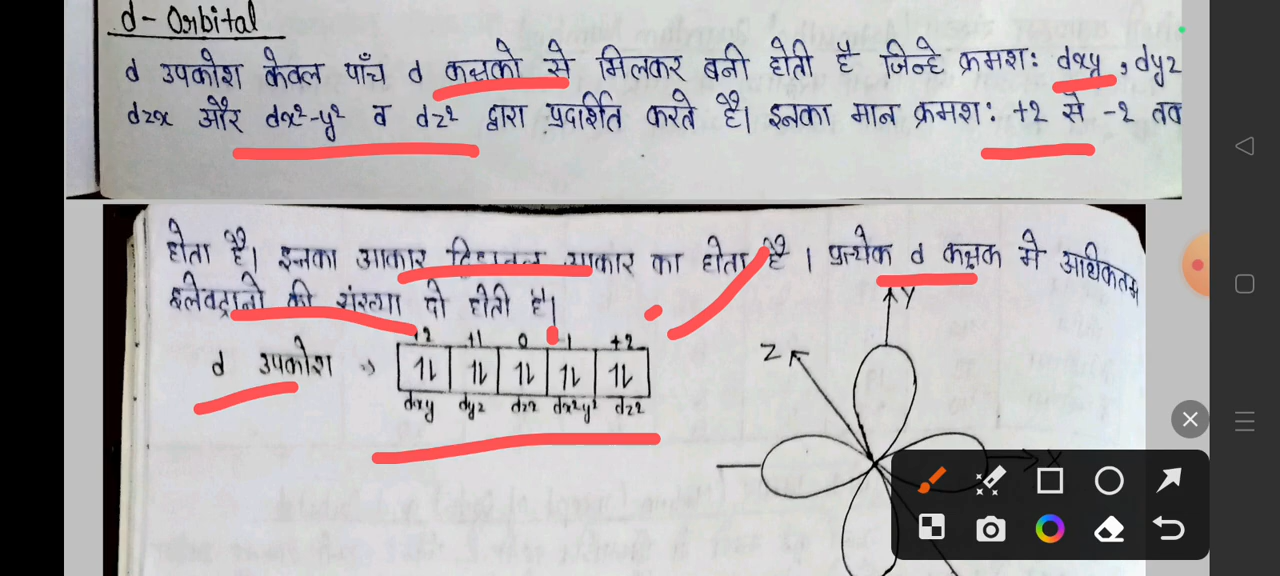 d - Orbital
d उपकोश केवल पाँच d कक्षको से मिलकर बनी होती है जिन्हे क्रमशः dxy, dyz
dzx और dx²-y² व dz² द्वारा प्रदर्शित करते है। इनका मान क्रमशः +2 से -2 तक
होता है। इनका आकार आकार का होता है। प्रत्येक d कक्षक मे अधिकतम
इलेक्ट्रानो की संख्या दो होती है।
Y
+2 +1 0 -1 +2
Z
d उपकोश → ↑↓ ↑↓ ↑↓ ↑↓ ↑↓
dxy dyz dzx dx²y² dz²
X